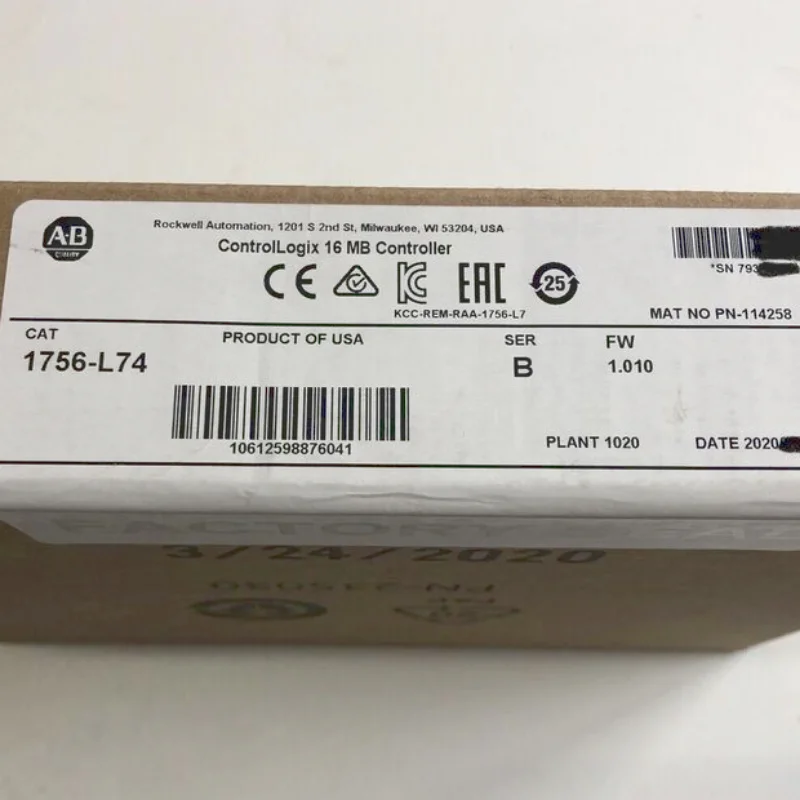 A·B
QUALITY
Rockwell Automation, 1201 S 2nd St, Milwaukee, WI 53204, USA
ControlLogix 16 MB Controller
CE
EAC
25
*SN 793
KCC-REM-RAA-1756-L7
MAT NO PN-114258
CAT
1756-L74
PRODUCT OF USA
SER
B
FW
1.010
10612598876041
PLANT 1020
DATE 2020
FACTORY
3/24/2020